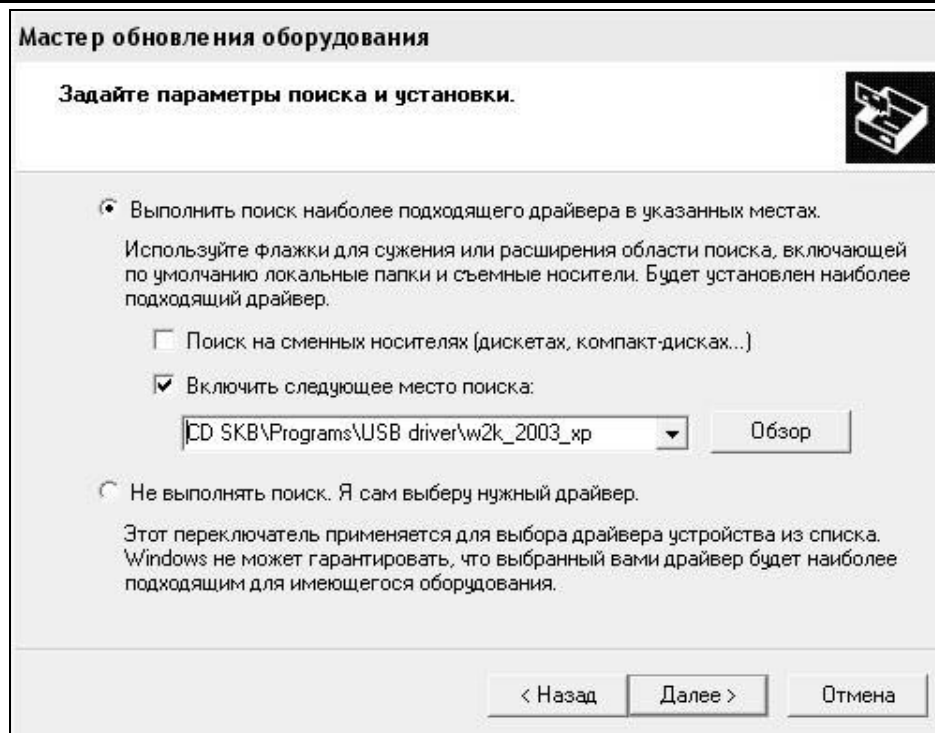 Мастер обновления оборудования
Задайте параметры поиска и установки.
Выполнить поиск наиболее подходящего драйвера в указанных местах.
Используйте флажки для сужения или расширения области поиска, включающей
по умолчанию локальные папки и съемные носители. Будет установлен наиболее
подходящий драйвер.
Поиск на сменных носителях (дискетах, компакт-дисках...)
Включить следующее место поиска:
CD SKB\Programs\USB driver\w2k_2003_xp
Обзор
Не выполнять поиск. Я сам выберу нужный драйвер.
Этот переключатель применяется для выбора драйвера устройства из списка.
Windows не может гарантировать, что выбранный вами драйвер будет наиболее
подходящим для имеющегося оборудования.
< Назад
Далее >
Отмена